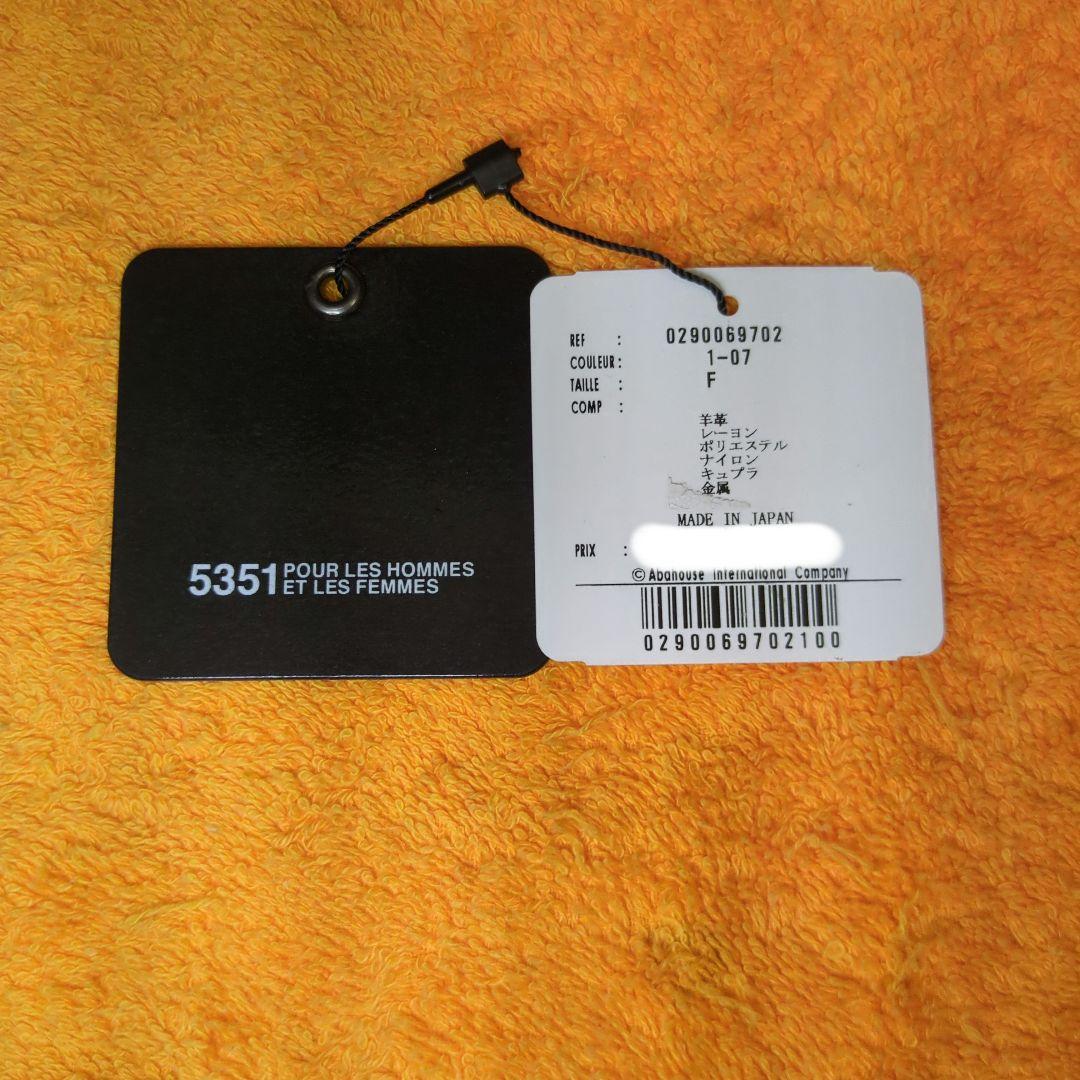 5351 POUR LES HOMMES
ET LES FEMMES
REF : 0290069702
COULEUR: 1-07
TAILLE : F
COMP :
羊革
レーヨン
ポリエステル
ナイロン
キュプラ
金属
MADE IN JAPAN
PRIX :
©Abahouse International Company
0290069702100